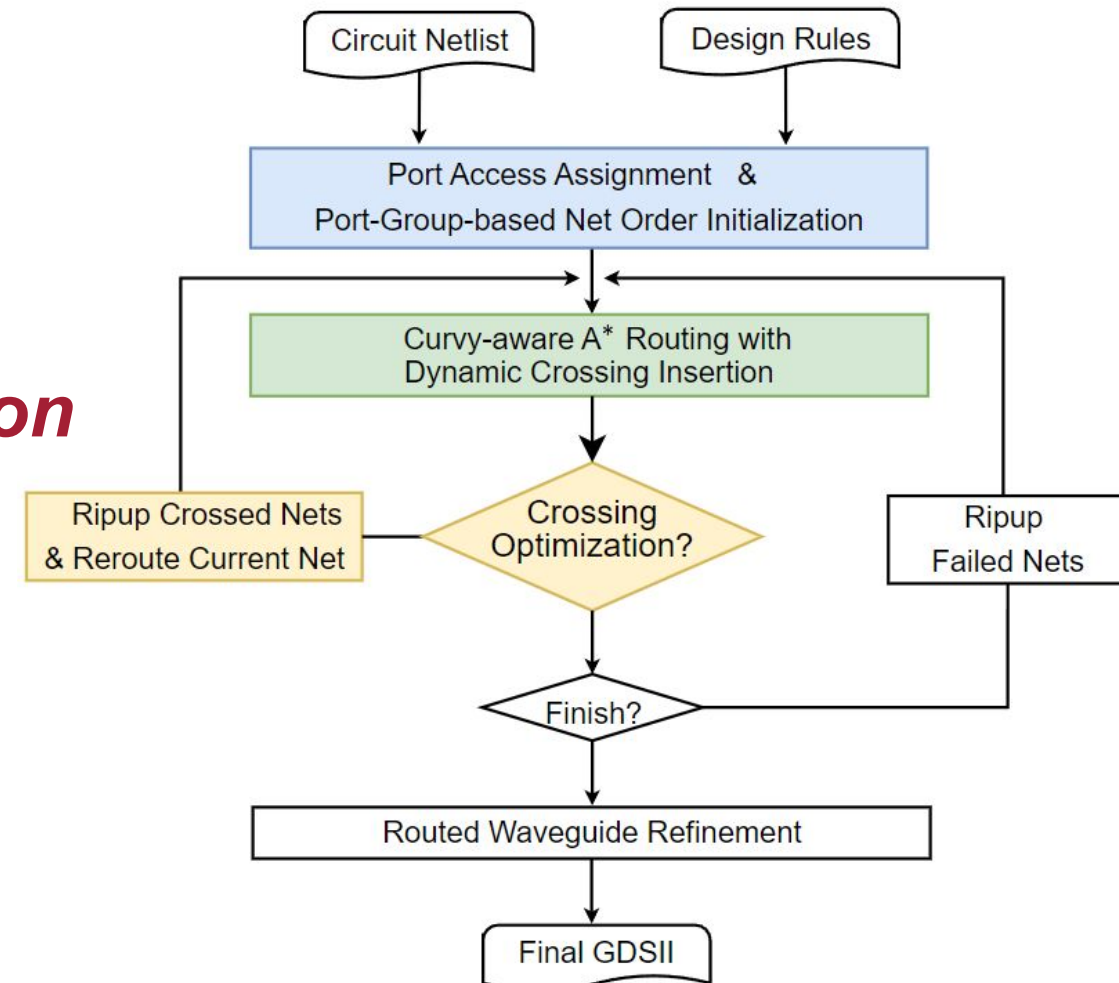 Circuit Netlist
Design Rules
Port Access Assignment &
Port-Group-based Net Order Initialization
Curvy-aware A* Routing with
Dynamic Crossing Insertion
on
Ripup Crossed Nets
& Reroute Current Net
Crossing
Optimization?
Ripup
Failed Nets
Finish?
Routed Waveguide Refinement
Final GDSII